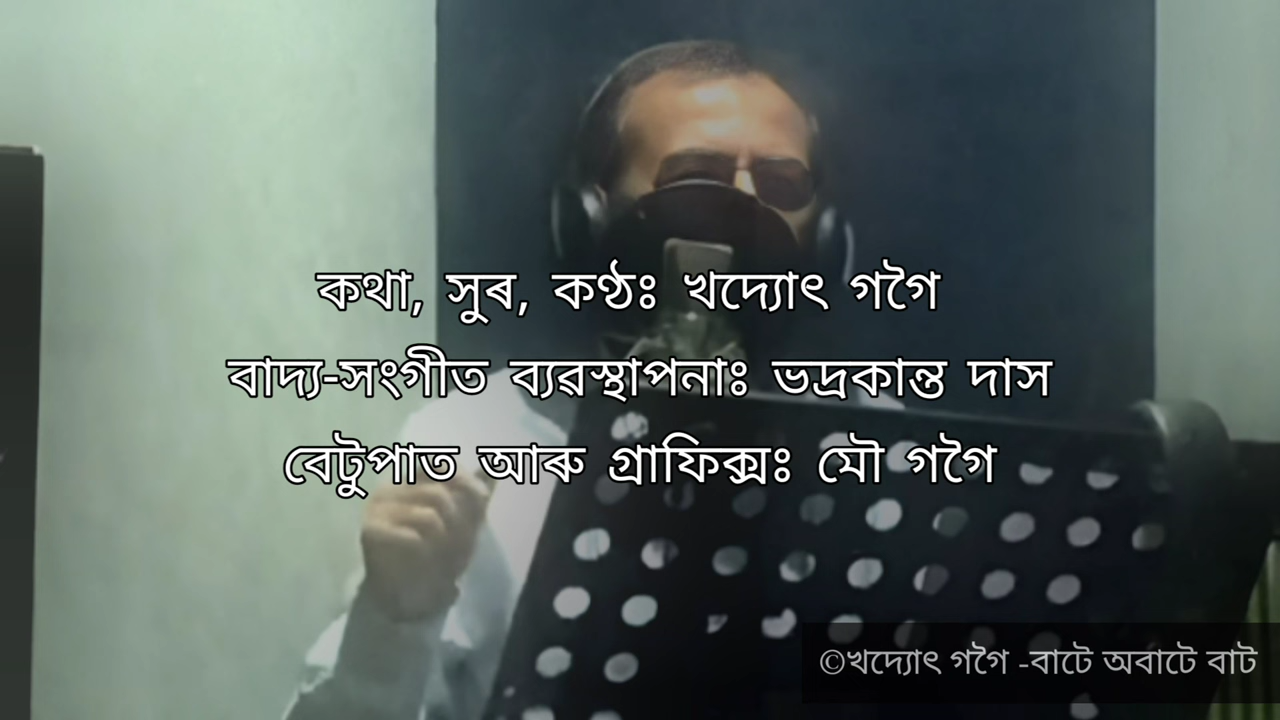 কথা, সুৰ, কণ্ঠঃ খদ্যোৎ গগৈ
বাদ্য-সংগীত ব্যৱস্থাপনাঃ ভদ্ৰকান্ত দাস
বেটুপাত আৰু গ্ৰাফিক্সঃ মৌ গগৈ
©খদ্যোৎ গগৈ -বাটে অবাটে বাট